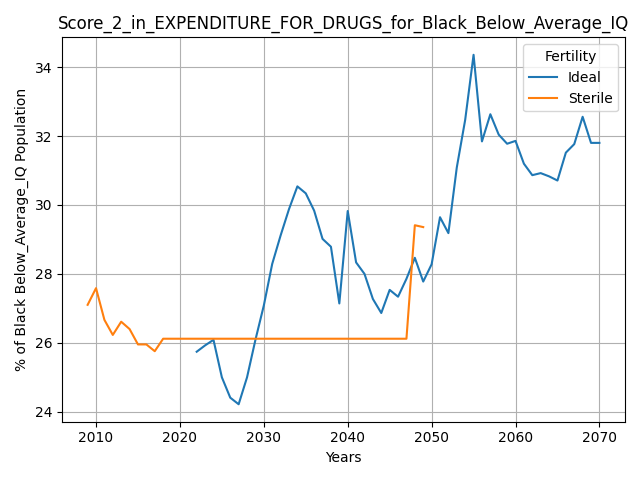 Score_2_in_EXPENDITURE_FOR_DRUGS_for_Black_Below_Average_IQ
Fertility
Ideal
Sterile
% of Black Below_Average_IQ Population
34
32
30
28
26
24
2010
2020
2030
2040
2050
2060
2070
Years